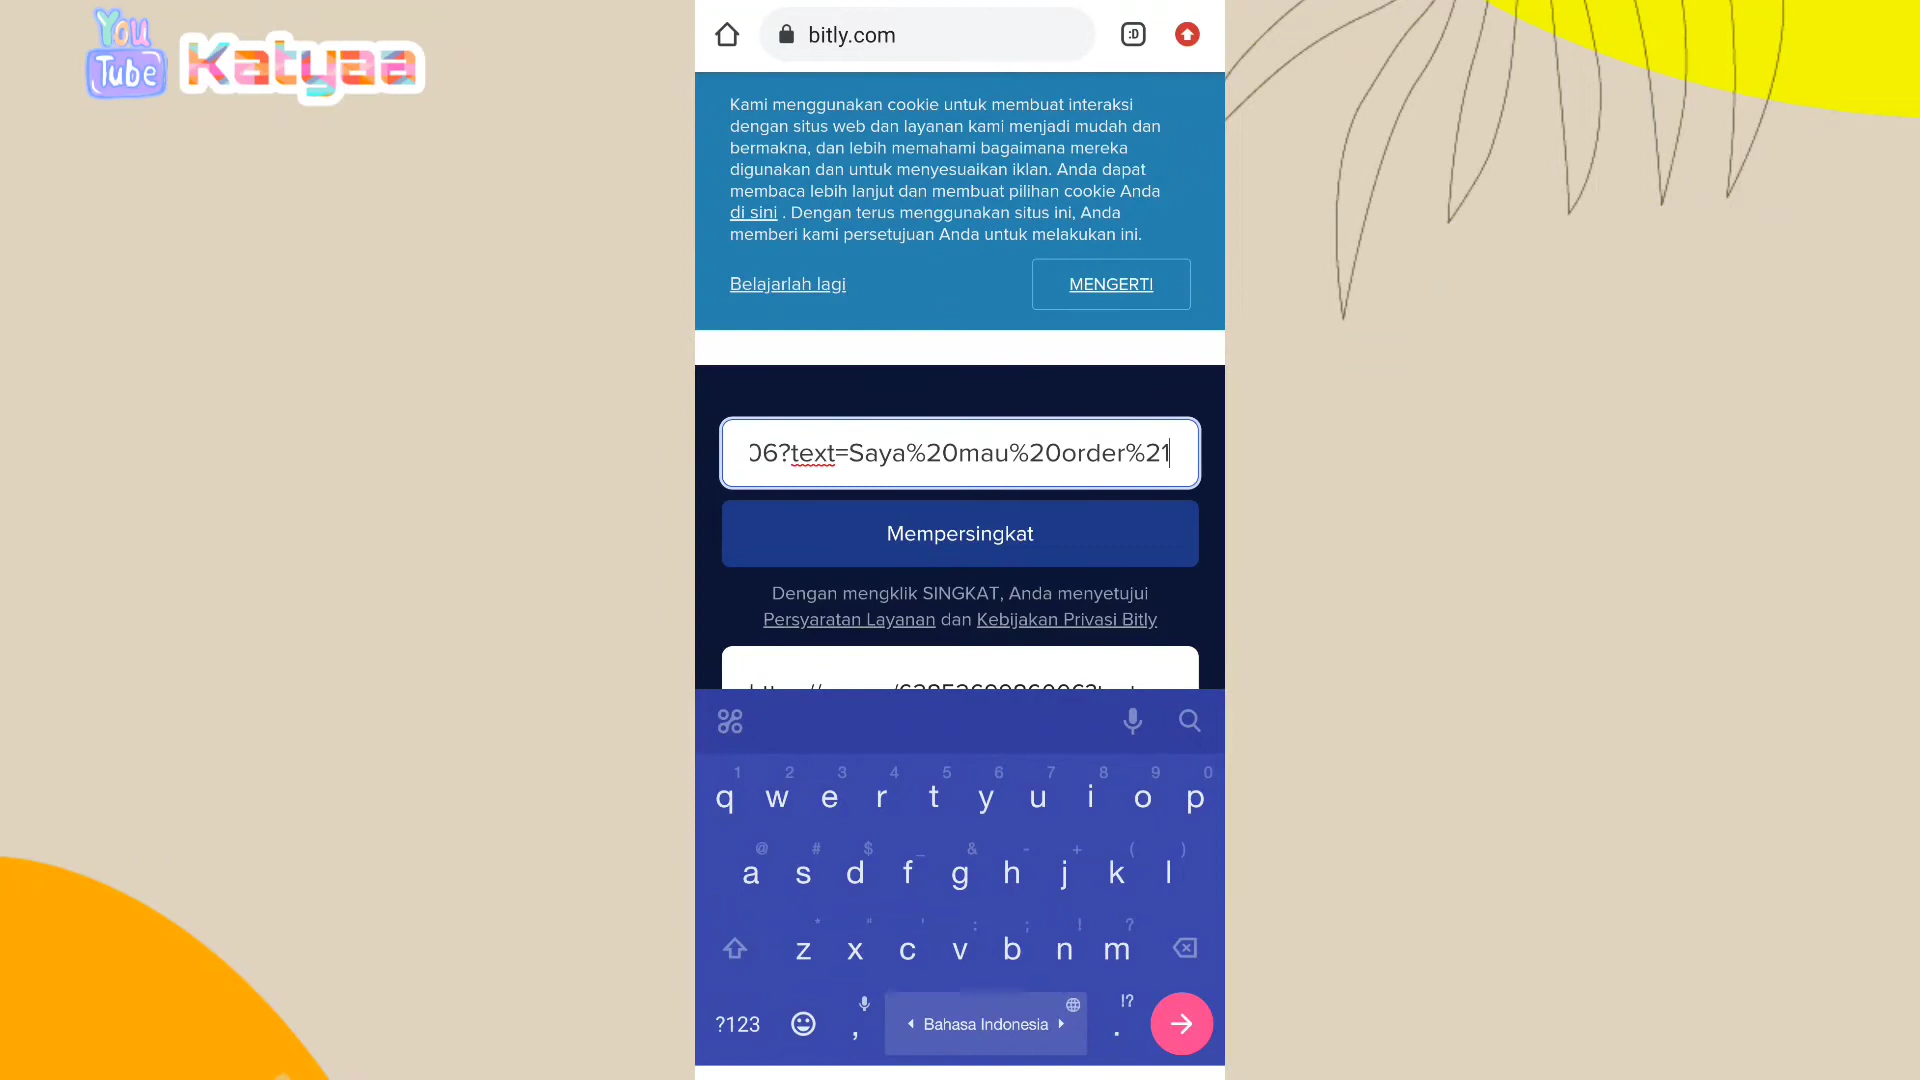 You
Tube
Katyaa
bitly.com
:D
Kami menggunakan cookie untuk membuat interaksi
dengan situs web dan layanan kami menjadi mudah dan
bermakna, dan lebih memahami bagaimana mereka
digunakan dan untuk menyesuaikan iklan. Anda dapat
membaca lebih lanjut dan membuat pilihan cookie Anda
di sini . Dengan terus menggunakan situs ini, Anda
memberi kami persetujuan Anda untuk melakukan ini.
Belajarlah lagi
MENGERTI
06?text=Saya%20mau%20order%21
Mempersingkat
Dengan mengklik SINGKAT, Anda menyetujui
Persyaratan Layanan dan Kebijakan Privasi Bitly
1 2 3 4 5 6 7 8 9 0
q w e r t y u i o p
@ # $ _ & - + ( )
a s d f g h j k l
* " ' : ; ! ?
z x c v b n m
!?
?123 , Bahasa Indonesia .